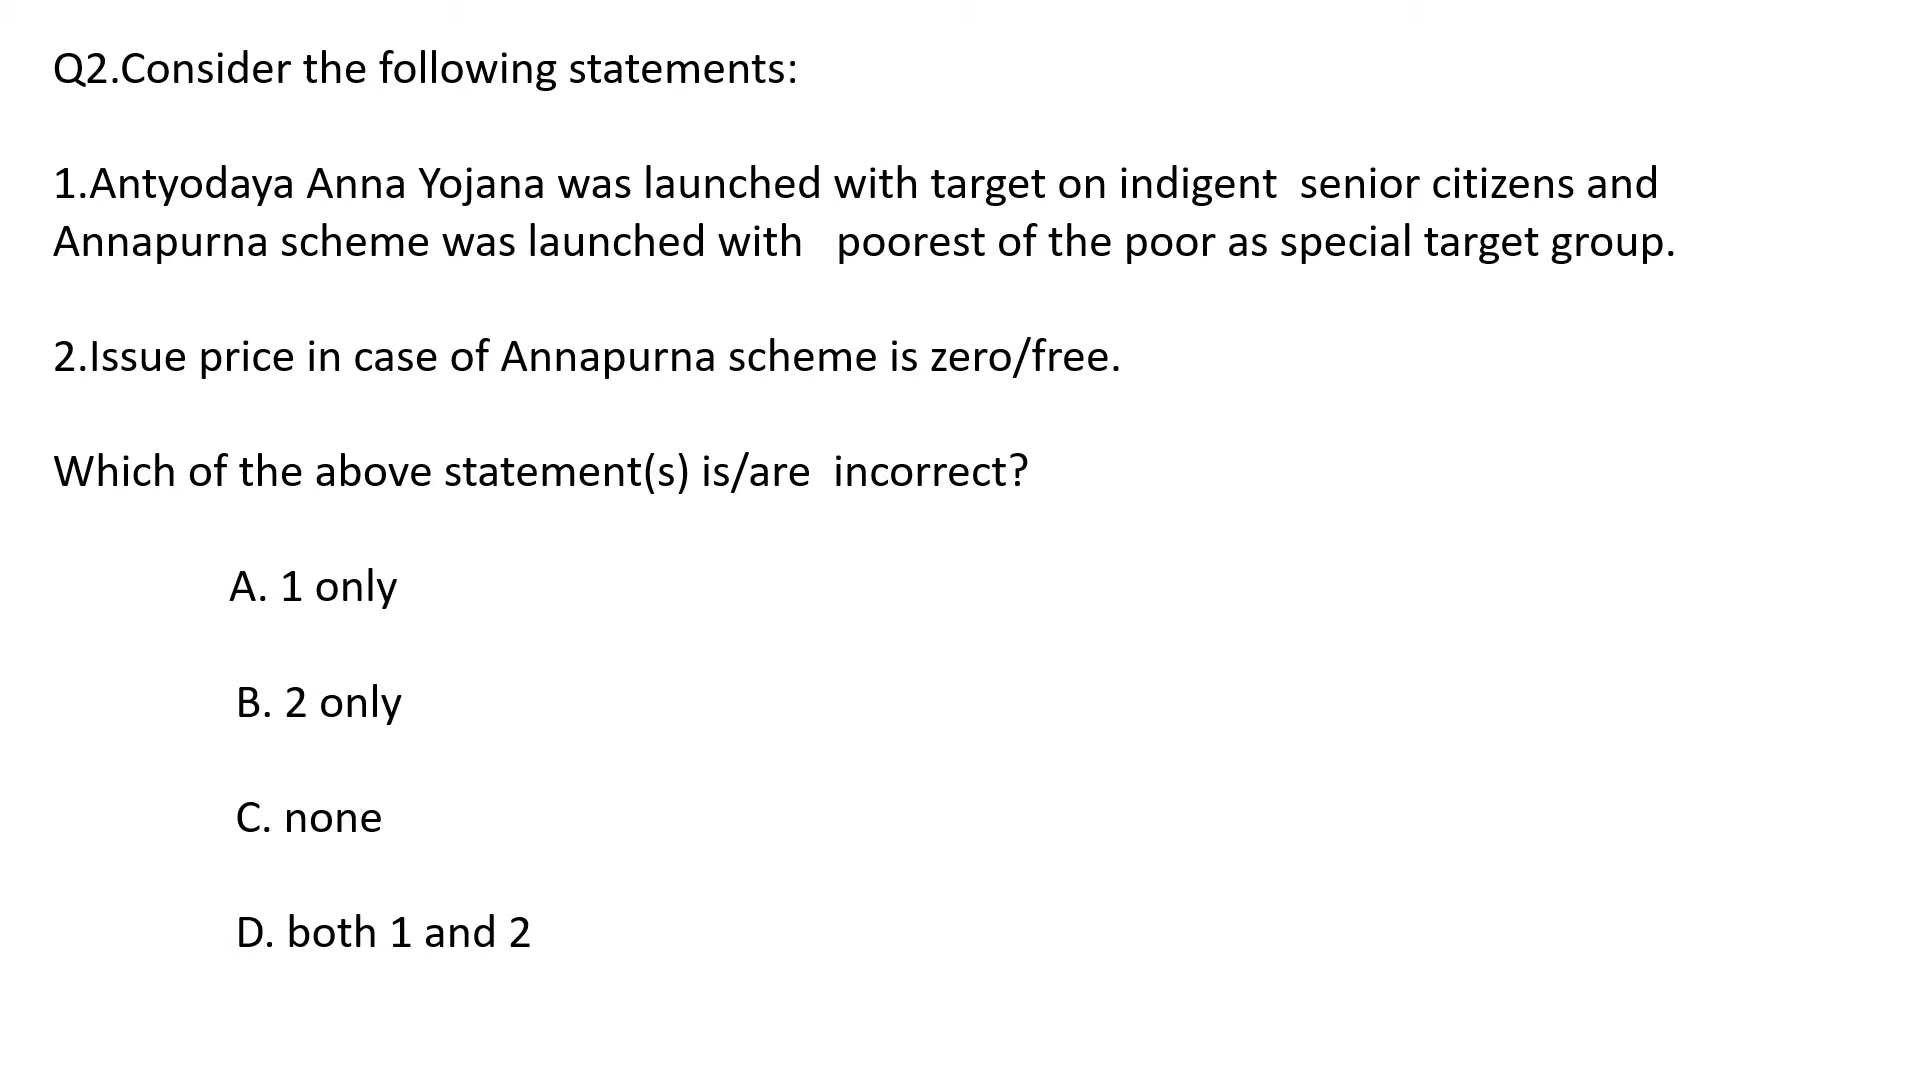 Q2.Consider the following statements:
1.Antyodaya Anna Yojana was launched with target on indigent  senior citizens and
Annapurna scheme was launched with   poorest of the poor as special target group.
2.Issue price in case of Annapurna scheme is zero/free.
Which of the above statement(s) is/are  incorrect?
A. 1 only
B. 2 only
C. none
D. both 1 and 2